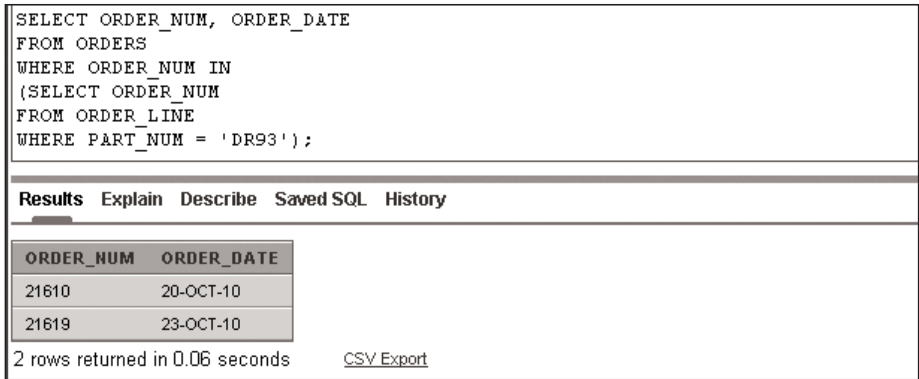 SELECT ORDER_NUM, ORDER_DATE
FROM ORDERS
WHERE ORDER_NUM IN
(SELECT ORDER_NUM
FROM ORDER_LINE
WHERE PART_NUM = 'DR93');
Results Explain Describe Saved SQL History
ORDER_NUM ORDER_DATE
21610 20-OCT-10
21619 23-OCT-10
2 rows returned in 0.06 seconds CSV Export